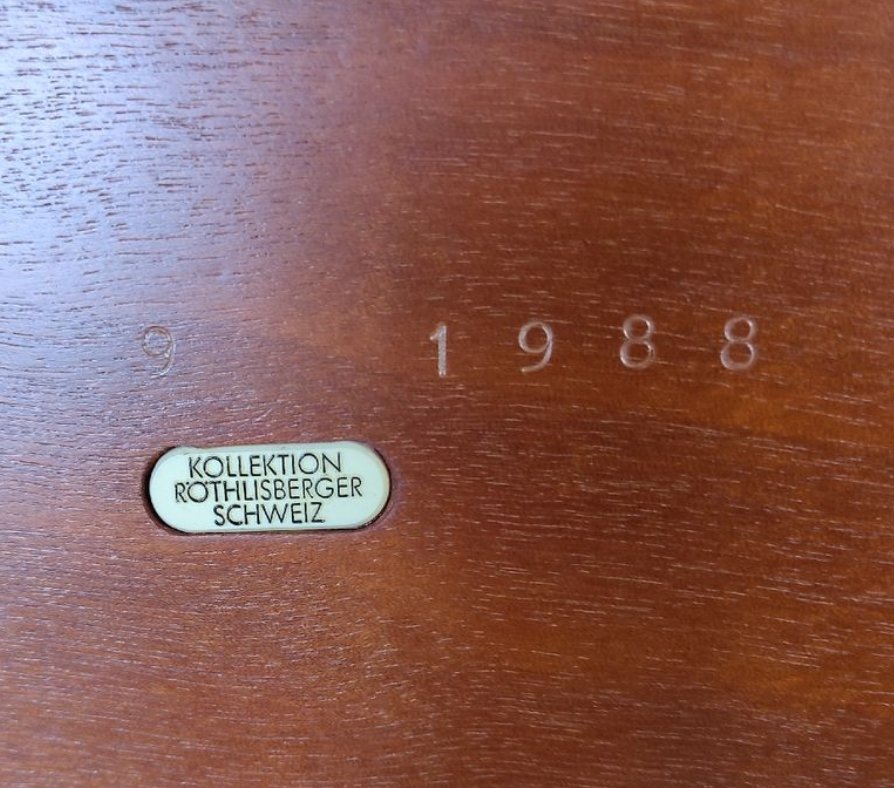 9 1988
KOLLEKTION
RÖTHLISBERGER
SCHWEIZ